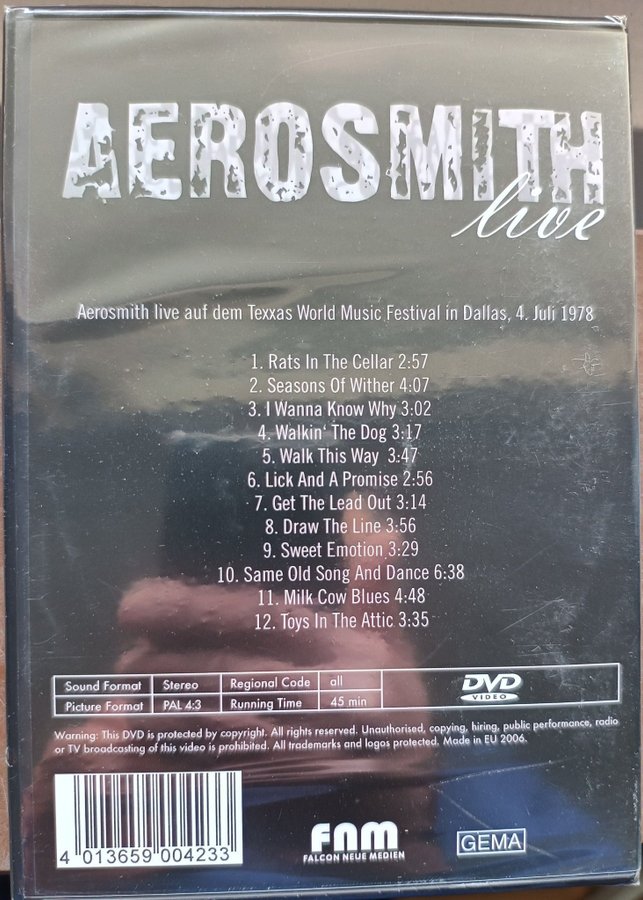 AEROSMITH
live
Aerosmith live auf dem Texxas World Music Festival in Dallas, 4. Juli 1978
1. Rats In The Cellar 2:57
2. Seasons Of Wither 4:07
3. I Wanna Know Why 3:02
4. Walkin' The Dog 3:17
5. Walk This Way 3:47
6. Lick And A Promise 2:56
7. Get The Lead Out 3:14
8. Draw The Line 3:56
9. Sweet Emotion 3:29
10. Same Old Song And Dance 6:38
11. Milk Cow Blues 4:48
12. Toys In The Attic 3:35
Sound Format Stereo Regional Code all
Picture Format PAL 4:3 Running Time 45 min
DVD
VIDEO
Warning: This DVD is protected by copyright. All rights reserved. Unauthorised, copying, hiring, public performance, radio
or TV broadcasting of this video is prohibited. All trademarks and logos protected. Made in EU 2006.
4 013659 004233
FNM
FALCON NEUE MEDIEN
GEMA